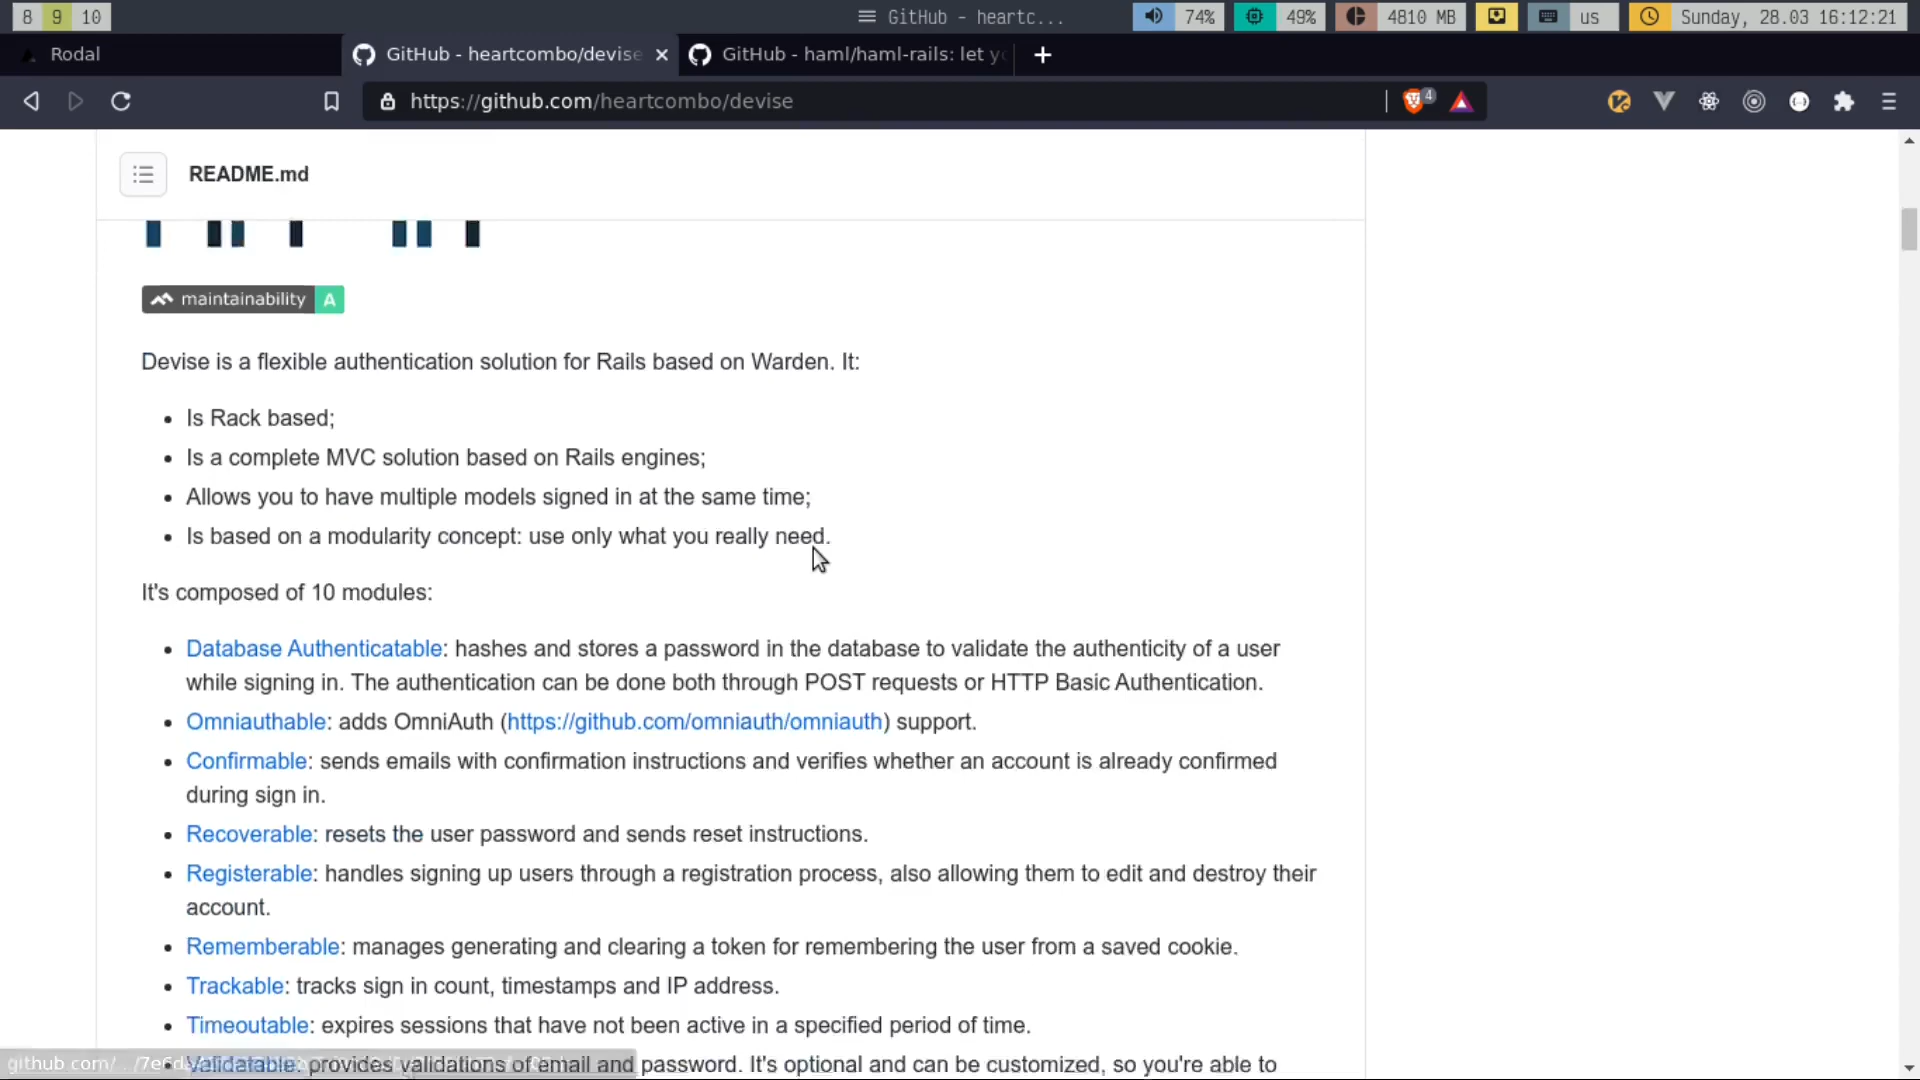 8 9 10 GitHub - heartc... 74% 49% 4810 MB us Sunday, 28.03 16:12:21
Rodal GitHub - heartcombo/devise GitHub - haml/haml-rails: let y
https://github.com/heartcombo/devise 4
README.md
maintainability A
Devise is a flexible authentication solution for Rails based on Warden. It:
• Is Rack based;
• Is a complete MVC solution based on Rails engines;
• Allows you to have multiple models signed in at the same time;
• Is based on a modularity concept: use only what you really need.
It's composed of 10 modules:
• Database Authenticatable: hashes and stores a password in the database to validate the authenticity of a user
while signing in. The authentication can be done both through POST requests or HTTP Basic Authentication.
• Omniauthable: adds OmniAuth (https://github.com/omniauth/omniauth) support.
• Confirmable: sends emails with confirmation instructions and verifies whether an account is already confirmed
during sign in.
• Recoverable: resets the user password and sends reset instructions.
• Registerable: handles signing up users through a registration process, also allowing them to edit and destroy their
account.
• Rememberable: manages generating and clearing a token for remembering the user from a saved cookie.
• Trackable: tracks sign in count, timestamps and IP address.
• Timeoutable: expires sessions that have not been active in a specified period of time.
• Validatable: provides validations of email and password. It's optional and can be customized, so you're able to